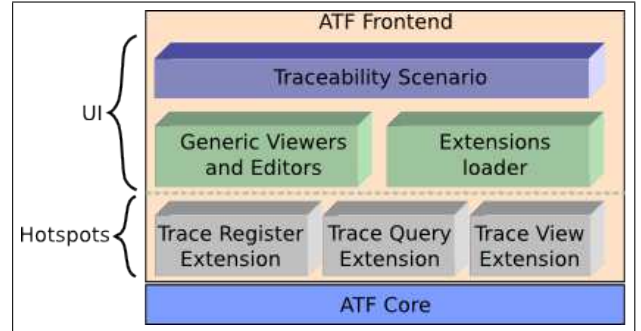 ATF Frontend
Traceability Scenario
UI
Generic Viewers
and Editors
Extensions
loader
Hotspots
Trace Register
Extension
Trace Query
Extension
Trace View
Extension
ATF Core